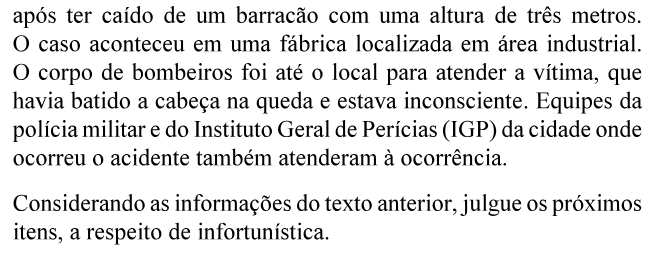 após ter caído de um barracão com uma altura de três metros.
O caso aconteceu em uma fábrica localizada em área industrial.
O corpo de bombeiros foi até o local para atender a vítima, que
havia batido a cabeça na queda e estava inconsciente. Equipes da
polícia militar e do Instituto Geral de Perícias (IGP) da cidade onde
ocorreu o acidente também atenderam à ocorrência.
Considerando as informações do texto anterior, julgue os próximos
itens, a respeito de infortunística.